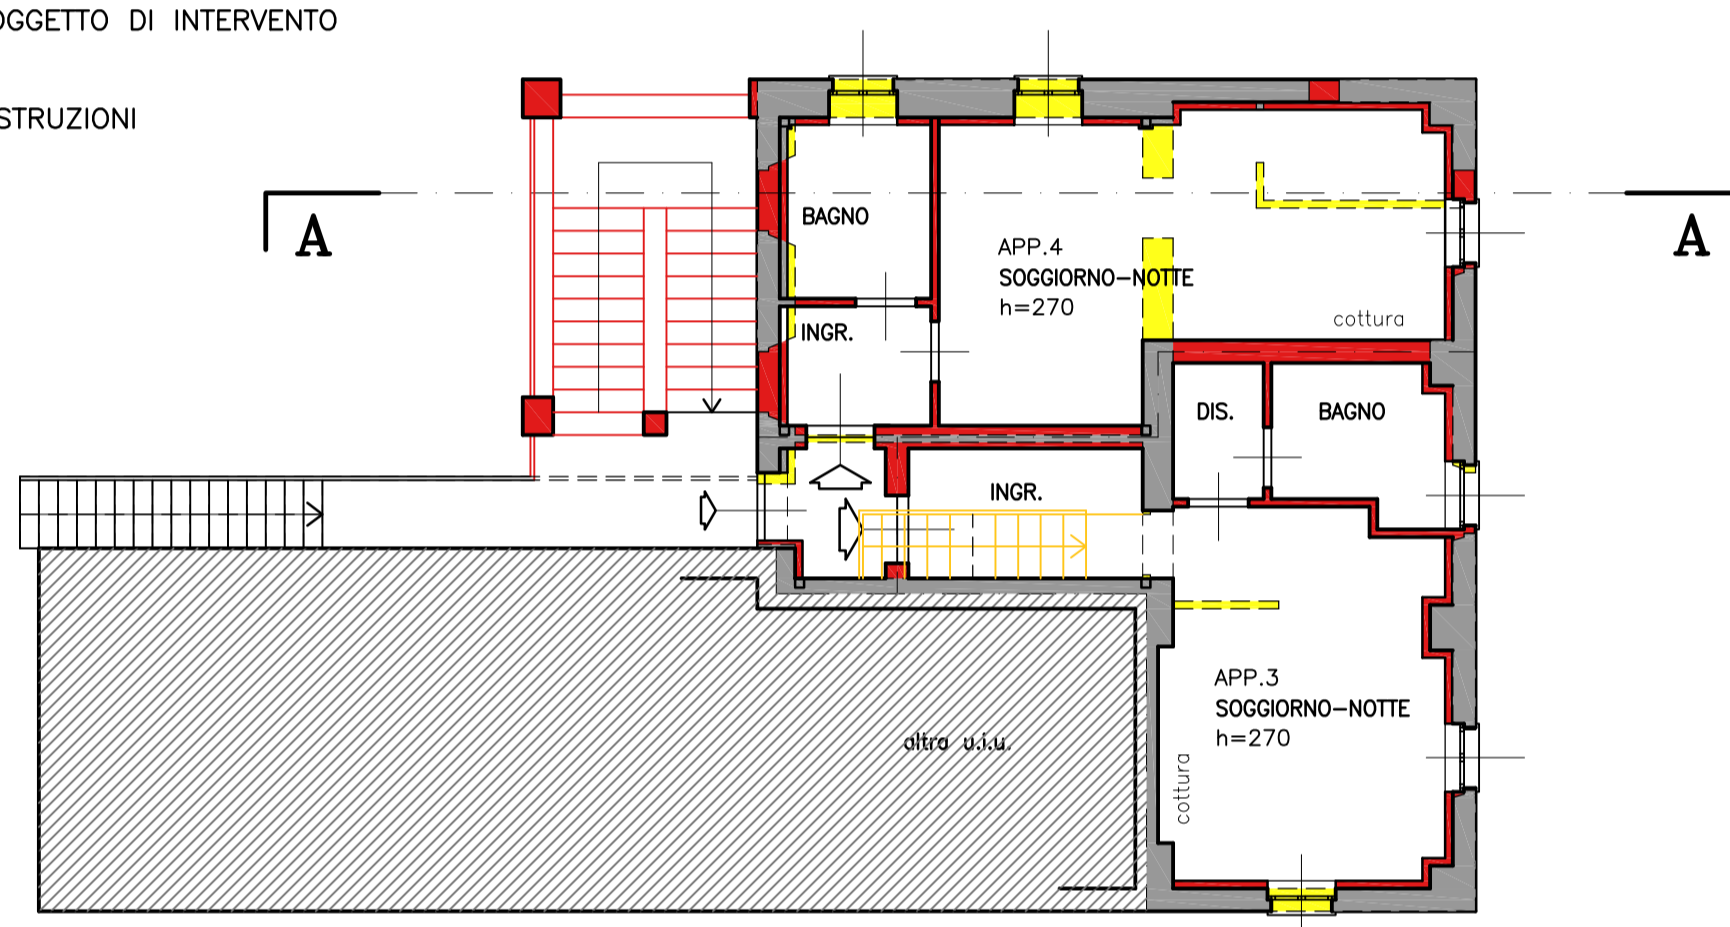 OGGETTO DI INTERVENTO
STRUZIONI
A
A
BAGNO
APP.4
SOGGIORNO-NOTTE
h=270
INGR.
cottura
DIS.
BAGNO
INGR.
APP.3
SOGGIORNO-NOTTE
h=270
altra u.i.u.
cottura